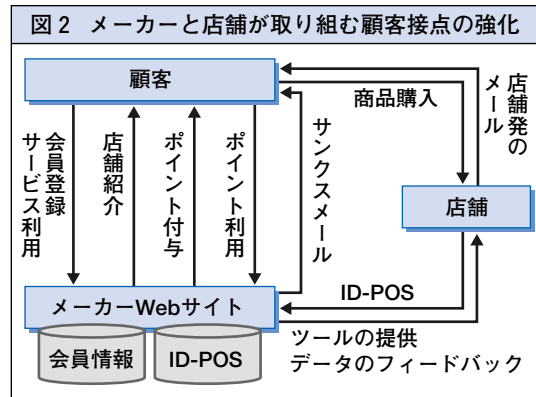 図2 メーカーと店舗が取り組む顧客接点の強化
顧客
商品購入
店舗発の
メール
会員登録
サービス利用
店舗紹介
ポイント付与
ポイント利用
サンクスメール
店舗
メーカーWebサイト
ID-POS
会員情報
ID-POS
ツールの提供
データのフィードバック